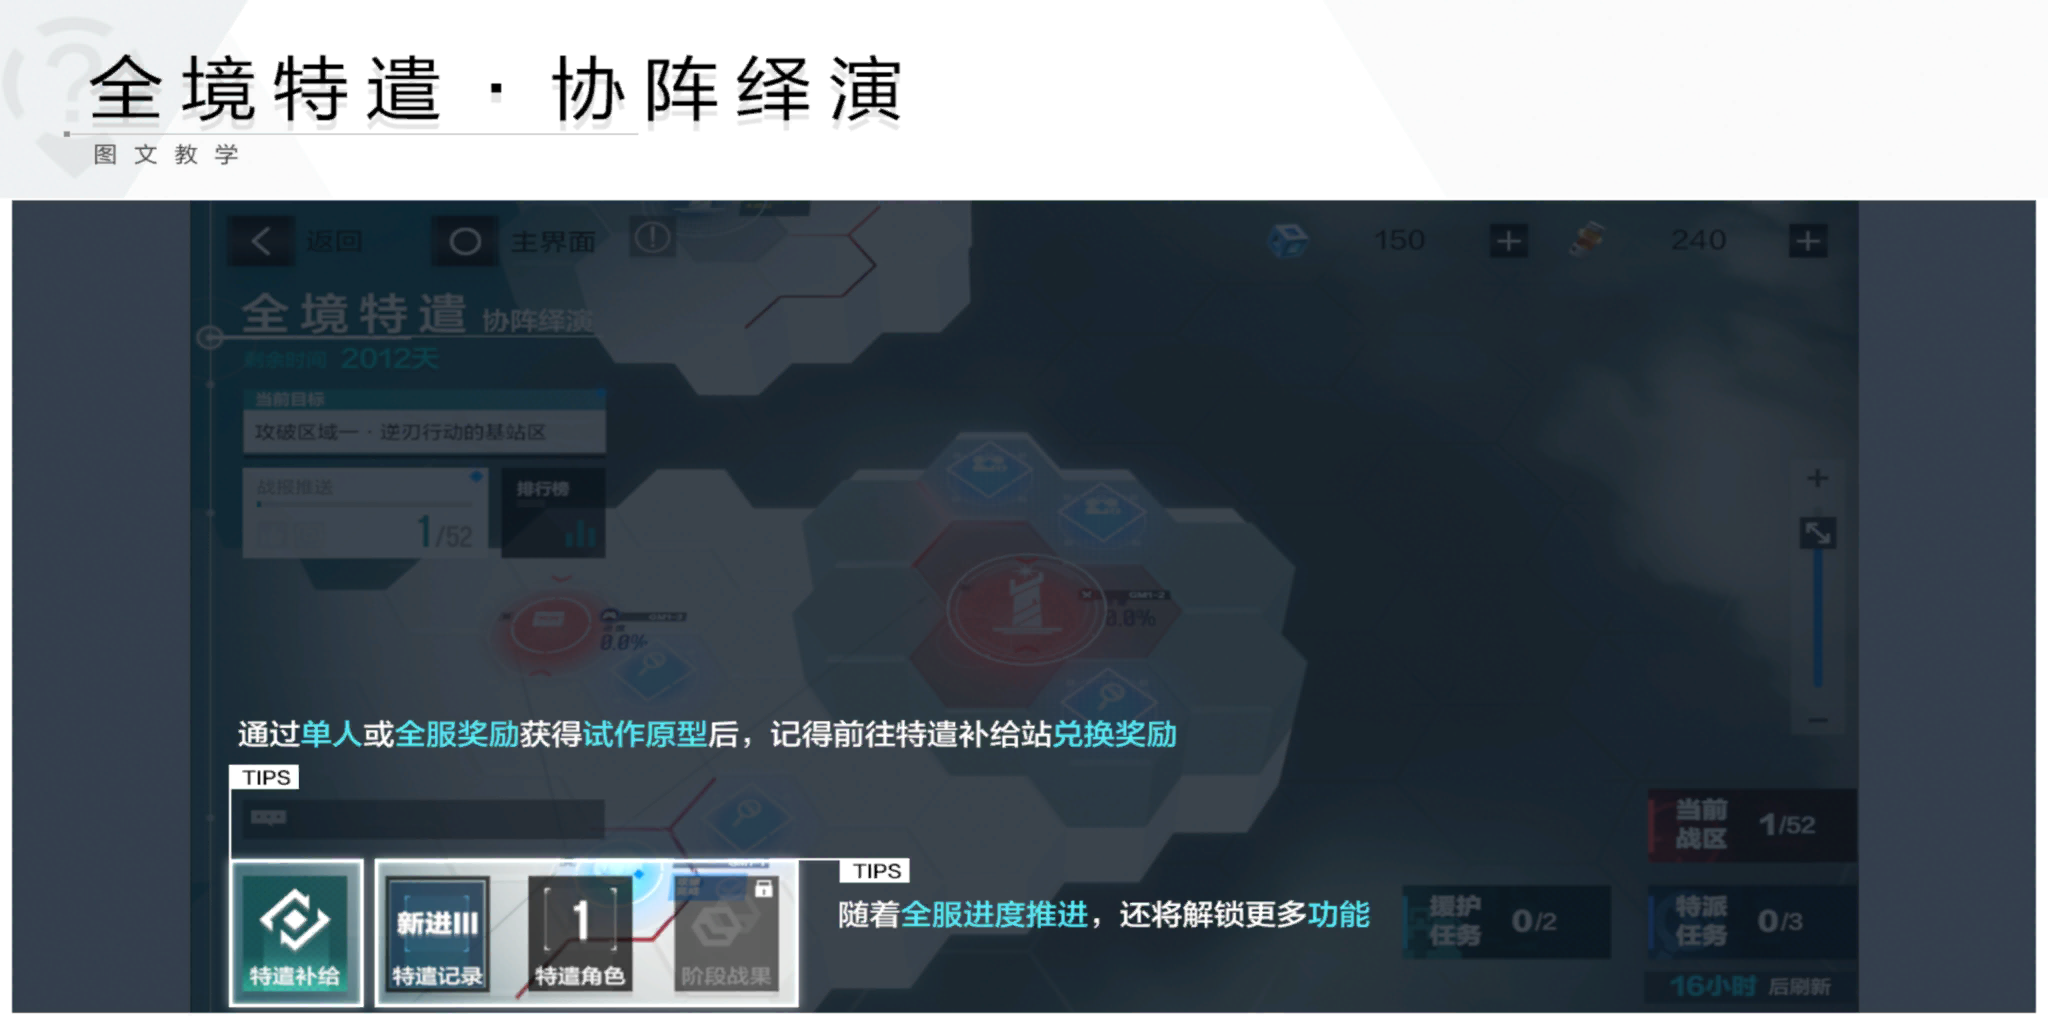 全境特遣·协阵绎演
图文教学
返回
主界面
150
240
全境特遣 协阵绎演
剩余时间 2012天
当前目标
攻破区域一·逆刃行动的基站区
战报推送
1/52
排行榜
GM1-2
0.0%
GM1-2
0.0%
通过单人或全服奖励获得试作原型后，记得前往特遣补给站兑换奖励
TIPS
特遣补给
新进III
特遣记录
1
特遣角色
阶段战果
TIPS
随着全服进度推进，还将解锁更多功能
当前战区 1/52
援护任务 0/2
特派任务 0/3
16小时 后刷新